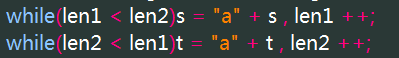 while(len1 < len2)s = "a" + s , len1 ++;
while(len2 < len1)t = "a" + t , len2 ++;